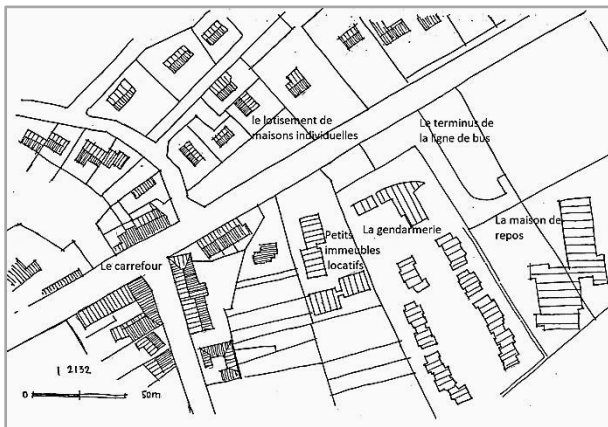 le lotisement de
maisons individuelles
Le terminus de
la ligne de bus
Petits
immeubles
locatifs
La gendarmerie
La maison de
repos
Le carrefour
2132
0 50m